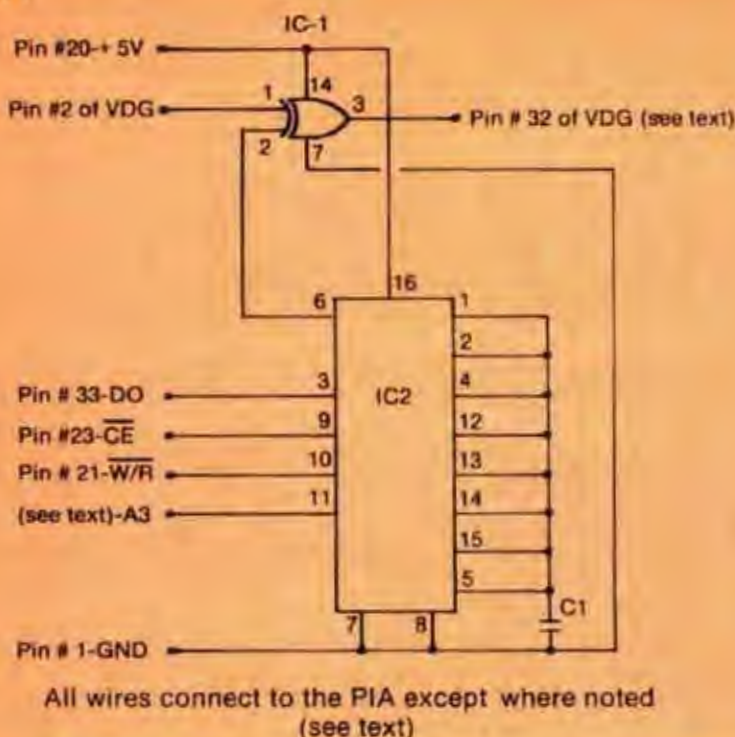 IC-1
Pin #20-+ 5V
14
1
Pin #2 of VDG
3
Pin # 32 of VDG (see text)
2
7
16
6
1
2
Pin # 33-DO
3
IC2
4
Pin #23-CE
9
12
Pin # 21-W/R
10
13
(see text)-A3
11
14
15
5
C1
7
8
Pin # 1-GND
All wires connect to the PIA except where noted
(see text)